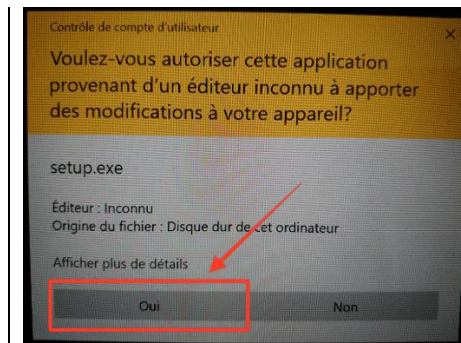 Contrôle de compte d'utilisateur
Voulez-vous autoriser cette application
provenant d'un éditeur inconnu à apporter
des modifications à votre appareil?
setup.exe
Éditeur : Inconnu
Origine du fichier : Disque dur de cet ordinateur
Afficher plus de détails
Oui
Non